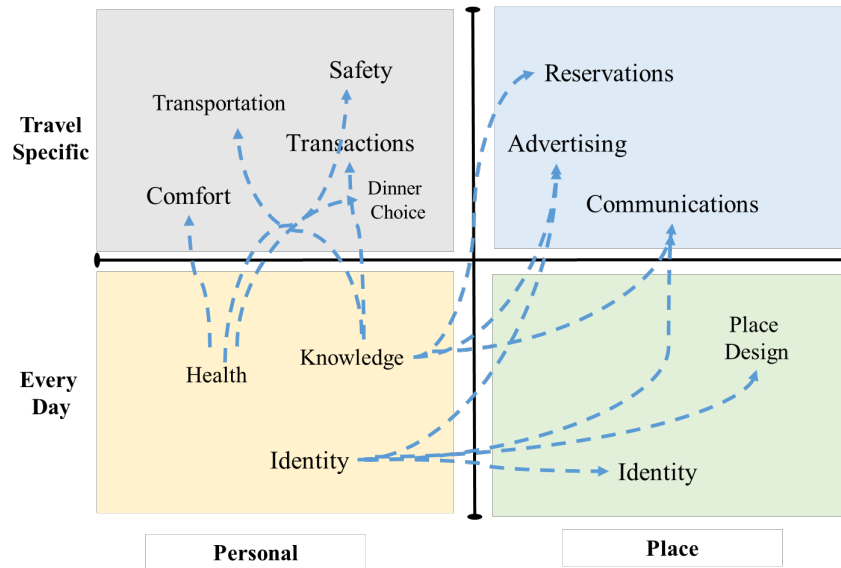 Safety
Reservations
Transportation
Travel
Specific
Transactions
Advertising
Comfort
Dinner
Choice
Communications
Knowledge
Place
Design
Health
Every
Day
Identity
Identity
Personal
Place